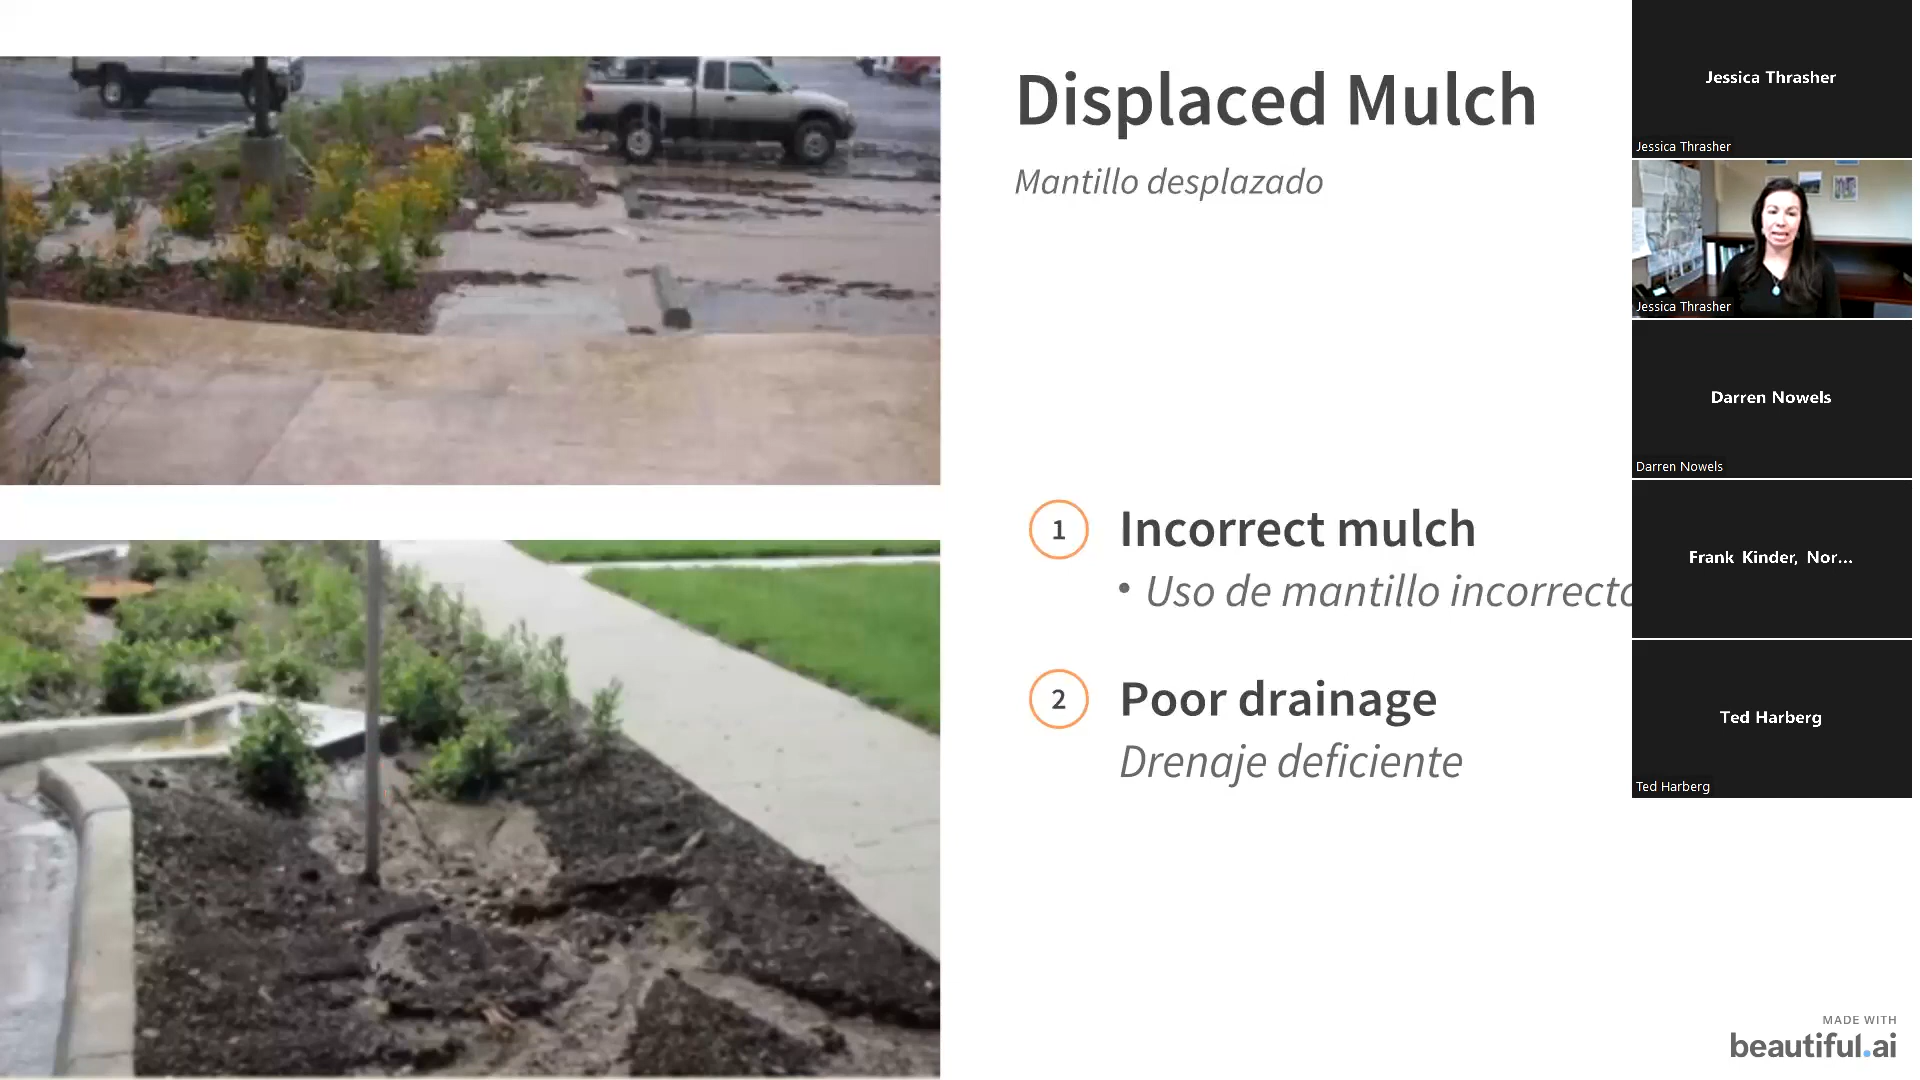 Displaced Mulch
Mantillo desplazado
1 Incorrect mulch
• Uso de mantillo incorrecto
2 Poor drainage
Drenaje deficiente
Jessica Thrasher
Jessica Thrasher
Jessica Thrasher
Darren Nowels
Darren Nowels
Frank Kinder, Nor...
Ted Harberg
Ted Harberg
MADE WITH
beautiful.ai